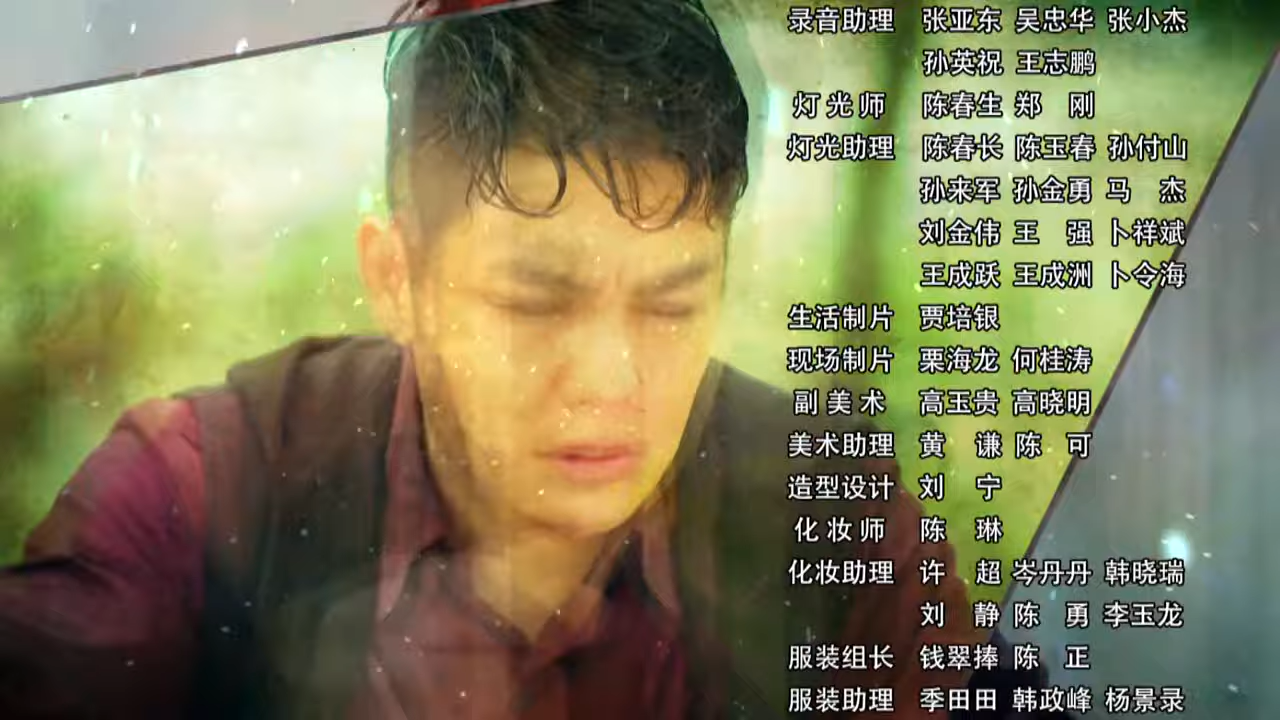 录音助理 张亚东 吴忠华 张小杰
孙英祝 王志鹏
灯光师 陈春生 郑 刚
灯光助理 陈春长 陈玉春 孙付山
孙来军 孙金勇 马 杰
刘金伟 王 强 卜祥斌
王成跃 王成洲 卜令海
生活制片 贾培银
现场制片 栗海龙 何桂涛
副美术 高玉贵 高晓明
美术助理 黄 谦 陈 可
造型设计 刘 宁
化妆师 陈 琳
化妆助理 许 超 岑丹丹 韩晓瑞
刘 静 陈 勇 李玉龙
服装组长 钱翠捧 陈 正
服装助理 季田田 韩政峰 杨景录